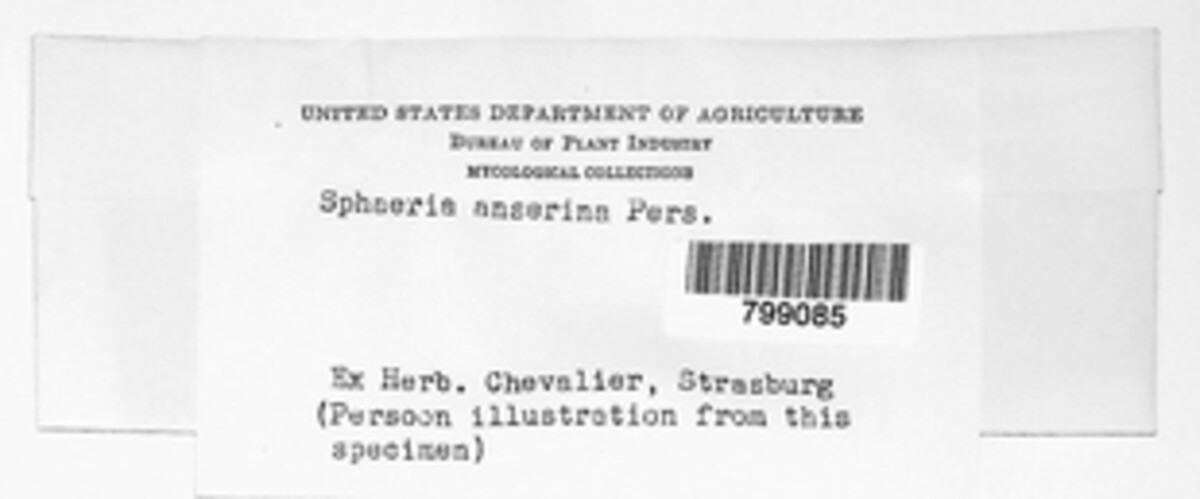 UNITED STATES DEPARTMENT OF AGRICULTURE
BUREAU OF PLANT INDUSTRY
MYCOLOGICAL COLLECTIONS
Sphaeria anserina Pers.
799085
Ex Herb. Chevalier, Strasburg
(Persoon illustration from this
specimen)